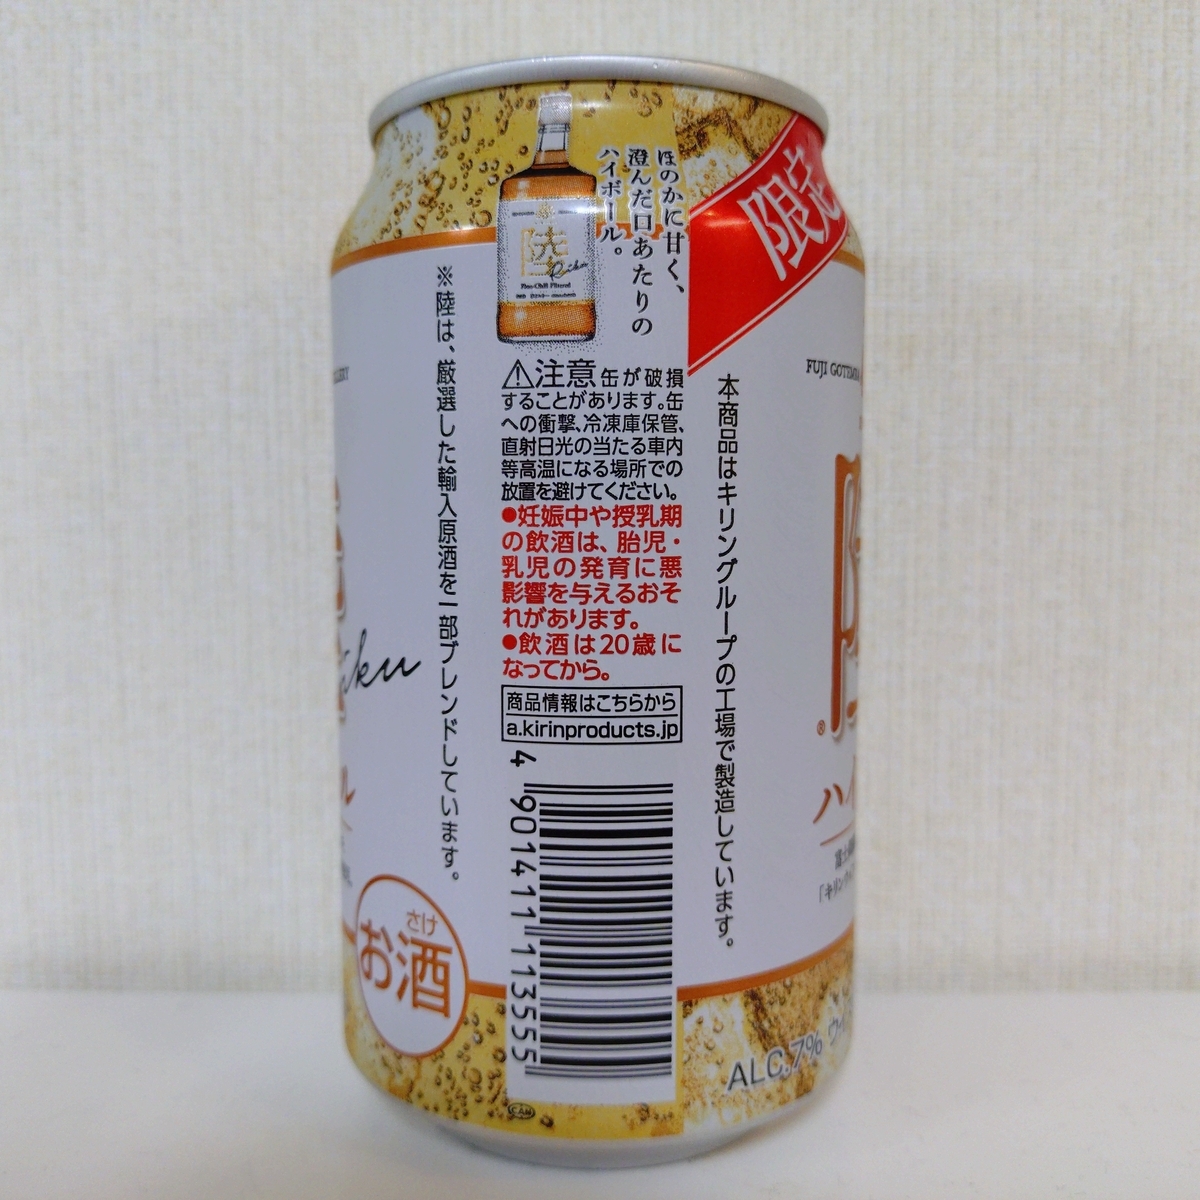 限定
ほのかに甘く、
澄んだ口あたりの
ハイボール。
陸
Riku
Fine-Chill Filtered
※陸は、厳選した輸入原酒を一部ブレンドしています。
⚠注意 缶が破損
することがあります。缶
への衝撃、冷凍庫保管、
直射日光の当たる車内
等高温になる場所での
放置を避けてください。
●妊娠中や授乳期
の飲酒は、胎児・
乳児の発育に悪
影響を与えるおそ
れがあります。
●飲酒は20歳に
なってから。
商品情報はこちらから
a.kirinproducts.jp
4 901411 113555
本商品はキリングループの工場で製造しています。
さけ
お酒
FUJI
陸
ALC.7%